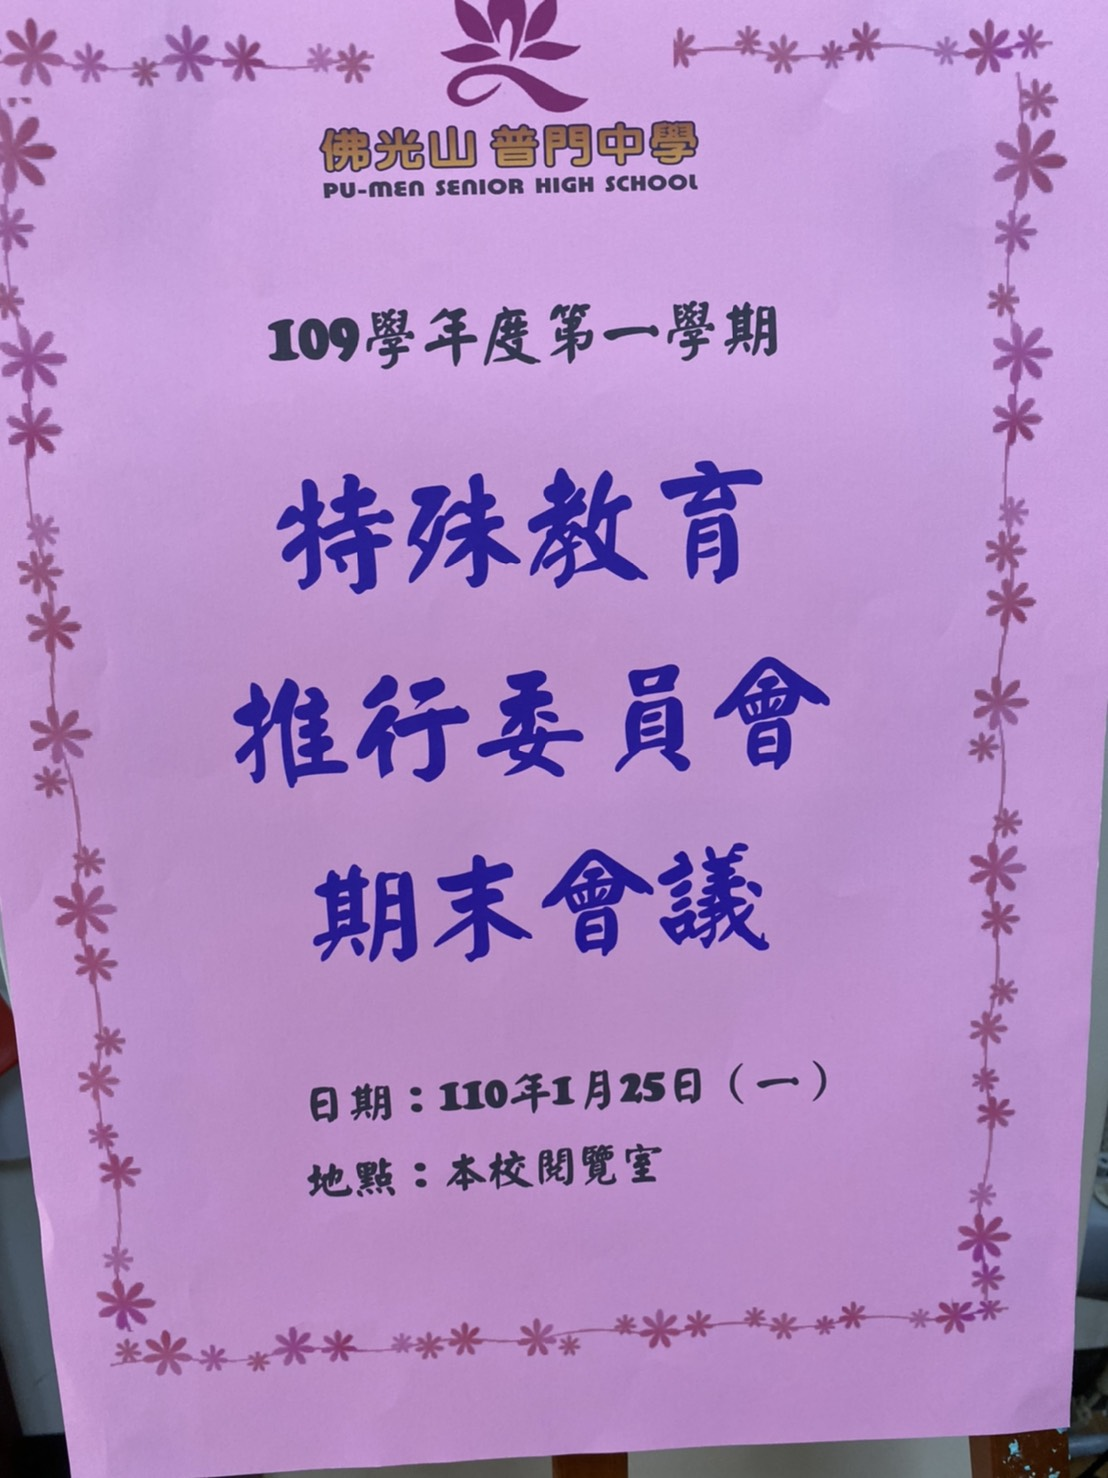 佛光山 普門中學
PU-MEN SENIOR HIGH SCHOOL
109學年度第一學期
特殊教育
推行委員會
期末會議
日期：110年1月25日（一）
地點：本校閱覽室